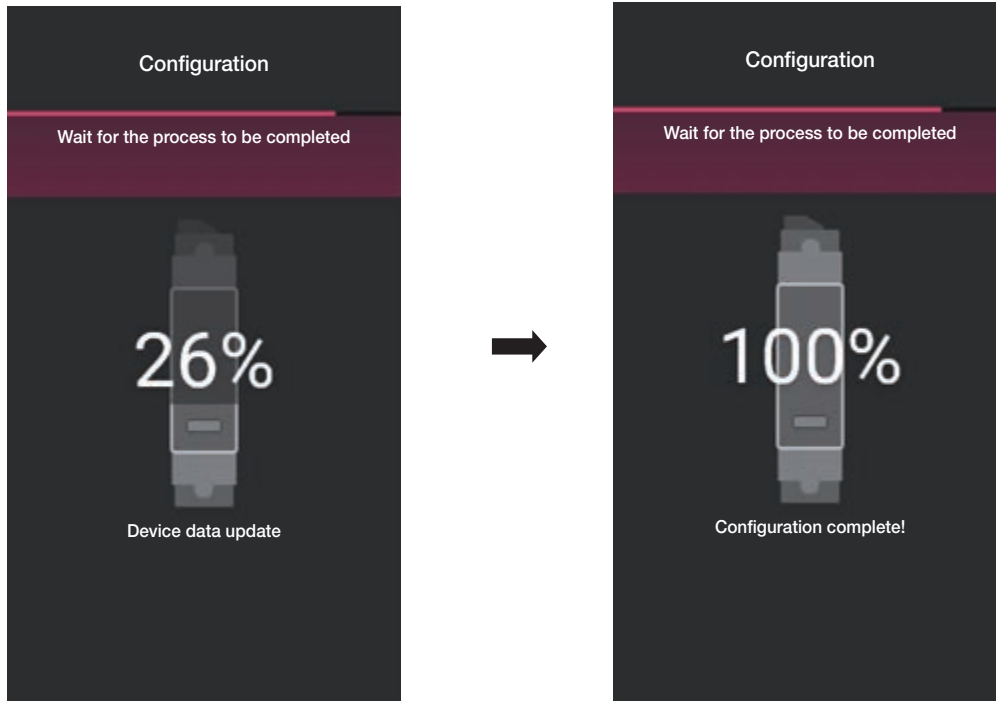 Configuration
Wait for the process to be completed
26%
Device data update
Configuration
Wait for the process to be completed
100%
Configuration complete!